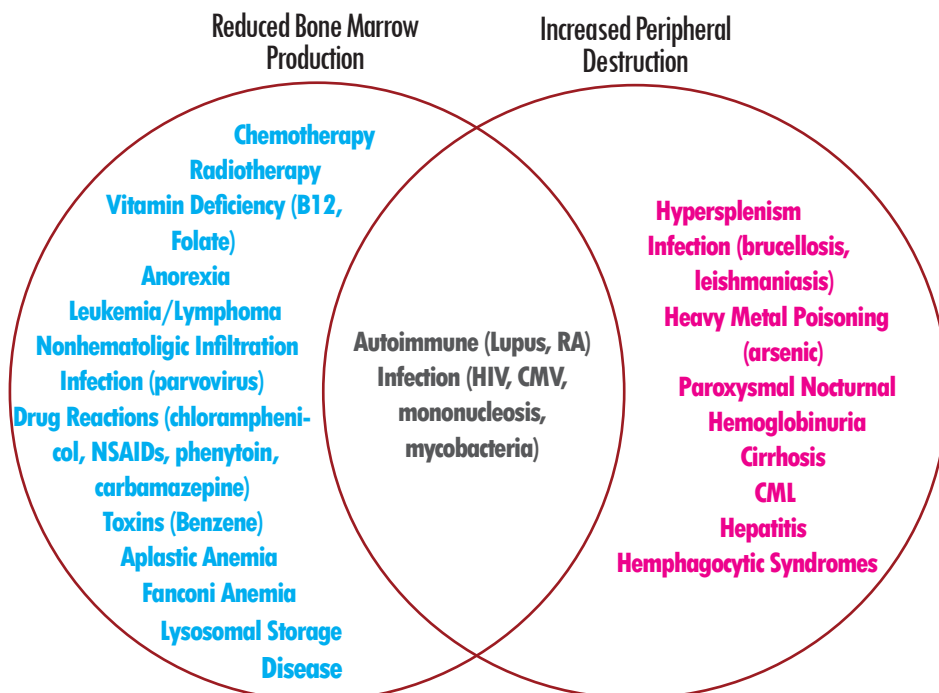 Reduced Bone Marrow
Production
Increased Peripheral
Destruction
Chemotherapy
Radiotherapy
Vitamin Deficiency (B12,
Folate)
Anorexia
Leukemia/Lymphoma
Nonhematoligic Infiltration
Infection (parvovirus)
Drug Reactions (chlorampheni-
col, NSAIDs, phenytoin,
carbamazepine)
Toxins (Benzene)
Aplastic Anemia
Fanconi Anemia
Lysosomal Storage
Disease
Autoimmune (Lupus, RA)
Infection (HIV, CMV,
mononucleosis,
mycobacteria)
Hypersplenism
Infection (brucellosis,
leishmaniasis)
Heavy Metal Poisoning
(arsenic)
Paroxysmal Nocturnal
Hemoglobinuria
Cirrhosis
CML
Hepatitis
Hemphagocytic Syndromes